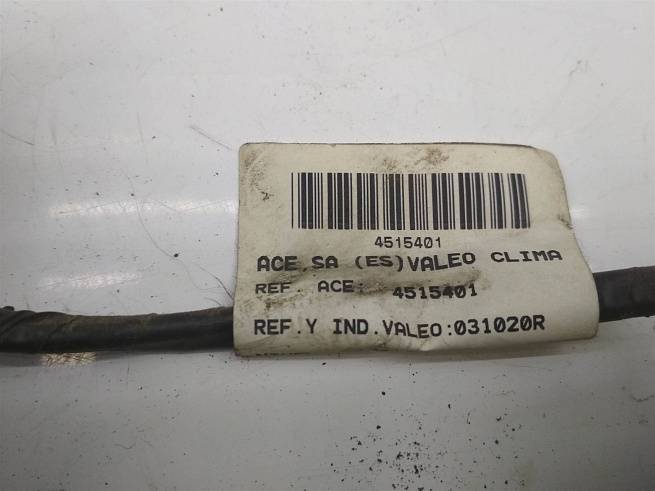 4515401
ACE,SA (ES)VALEO CLIMA
REF. ACE: 4515401
REF.Y IND.VALEO:031020R